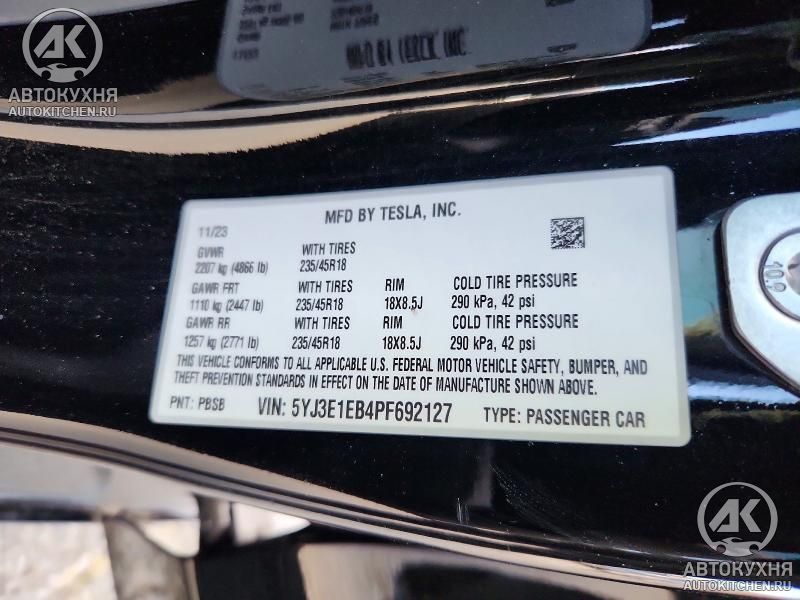 AK
АВТОКУХНЯ
AUTOKITCHEN.RU
MFD BY TESLA, INC.
11/23
GVWR WITH TIRES
2207 kg (4866 lb) 235/45R18
GAWR FRT WITH TIRES RIM COLD TIRE PRESSURE
1110 kg (2447 lb) 235/45R18 18X8.5J 290 kPa, 42 psi
GAWR RR WITH TIRES RIM COLD TIRE PRESSURE
1257 kg (2771 lb) 235/45R18 18X8.5J 290 kPa, 42 psi
THIS VEHICLE CONFORMS TO ALL APPLICABLE U.S. FEDERAL MOTOR VEHICLE SAFETY, BUMPER, AND
THEFT PREVENTION STANDARDS IN EFFECT ON THE DATE OF MANUFACTURE SHOWN ABOVE.
PNT: PBSB VIN: 5YJ3E1EB4PF692127 TYPE: PASSENGER CAR
10.9
AK
АВТОКУХНЯ
AUTOKITCHEN.RU